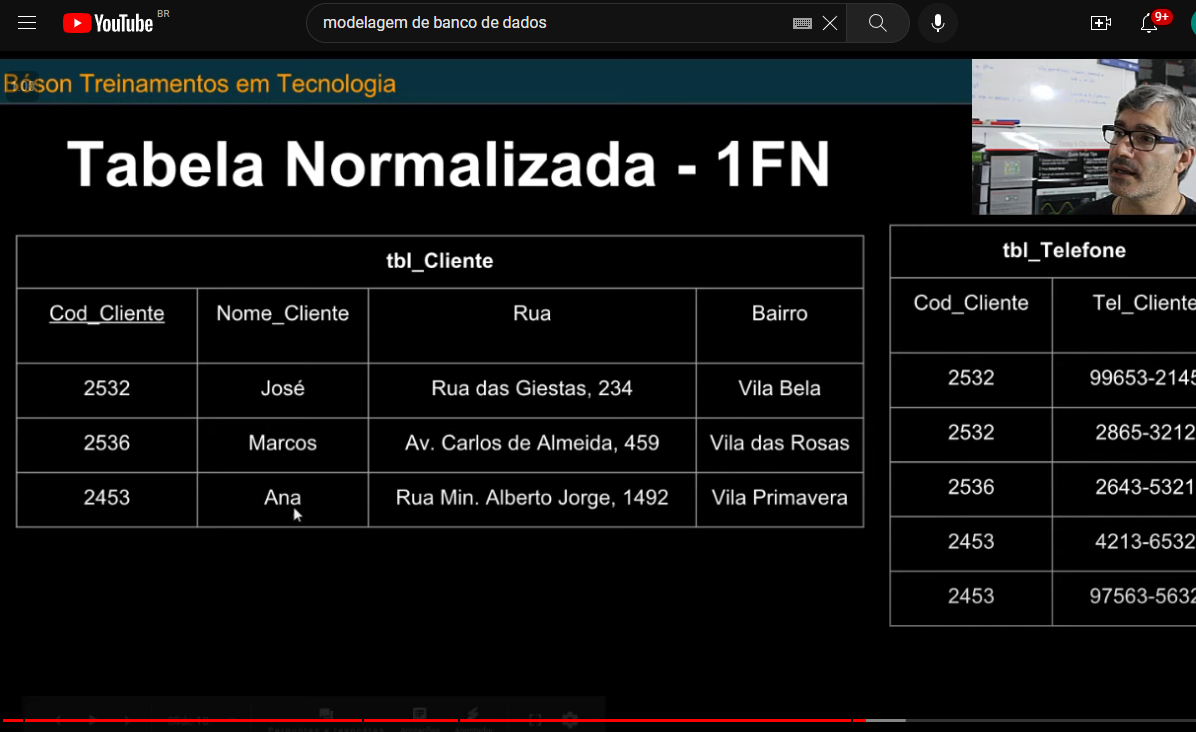 YouTube BR
modelagem de banco de dados
9+
Bóson Treinamentos em Tecnologia
Tabela Normalizada - 1FN
tbl_Cliente
Cod_Cliente Nome_Cliente Rua Bairro
2532 José Rua das Giestas, 234 Vila Bela
2536 Marcos Av. Carlos de Almeida, 459 Vila das Rosas
2453 Ana Rua Min. Alberto Jorge, 1492 Vila Primavera
tbl_Telefone
Cod_Cliente Tel_Cliente
2532 99653-2145
2532 2865-3212
2536 2643-5321
2453 4213-6532
2453 97563-5632